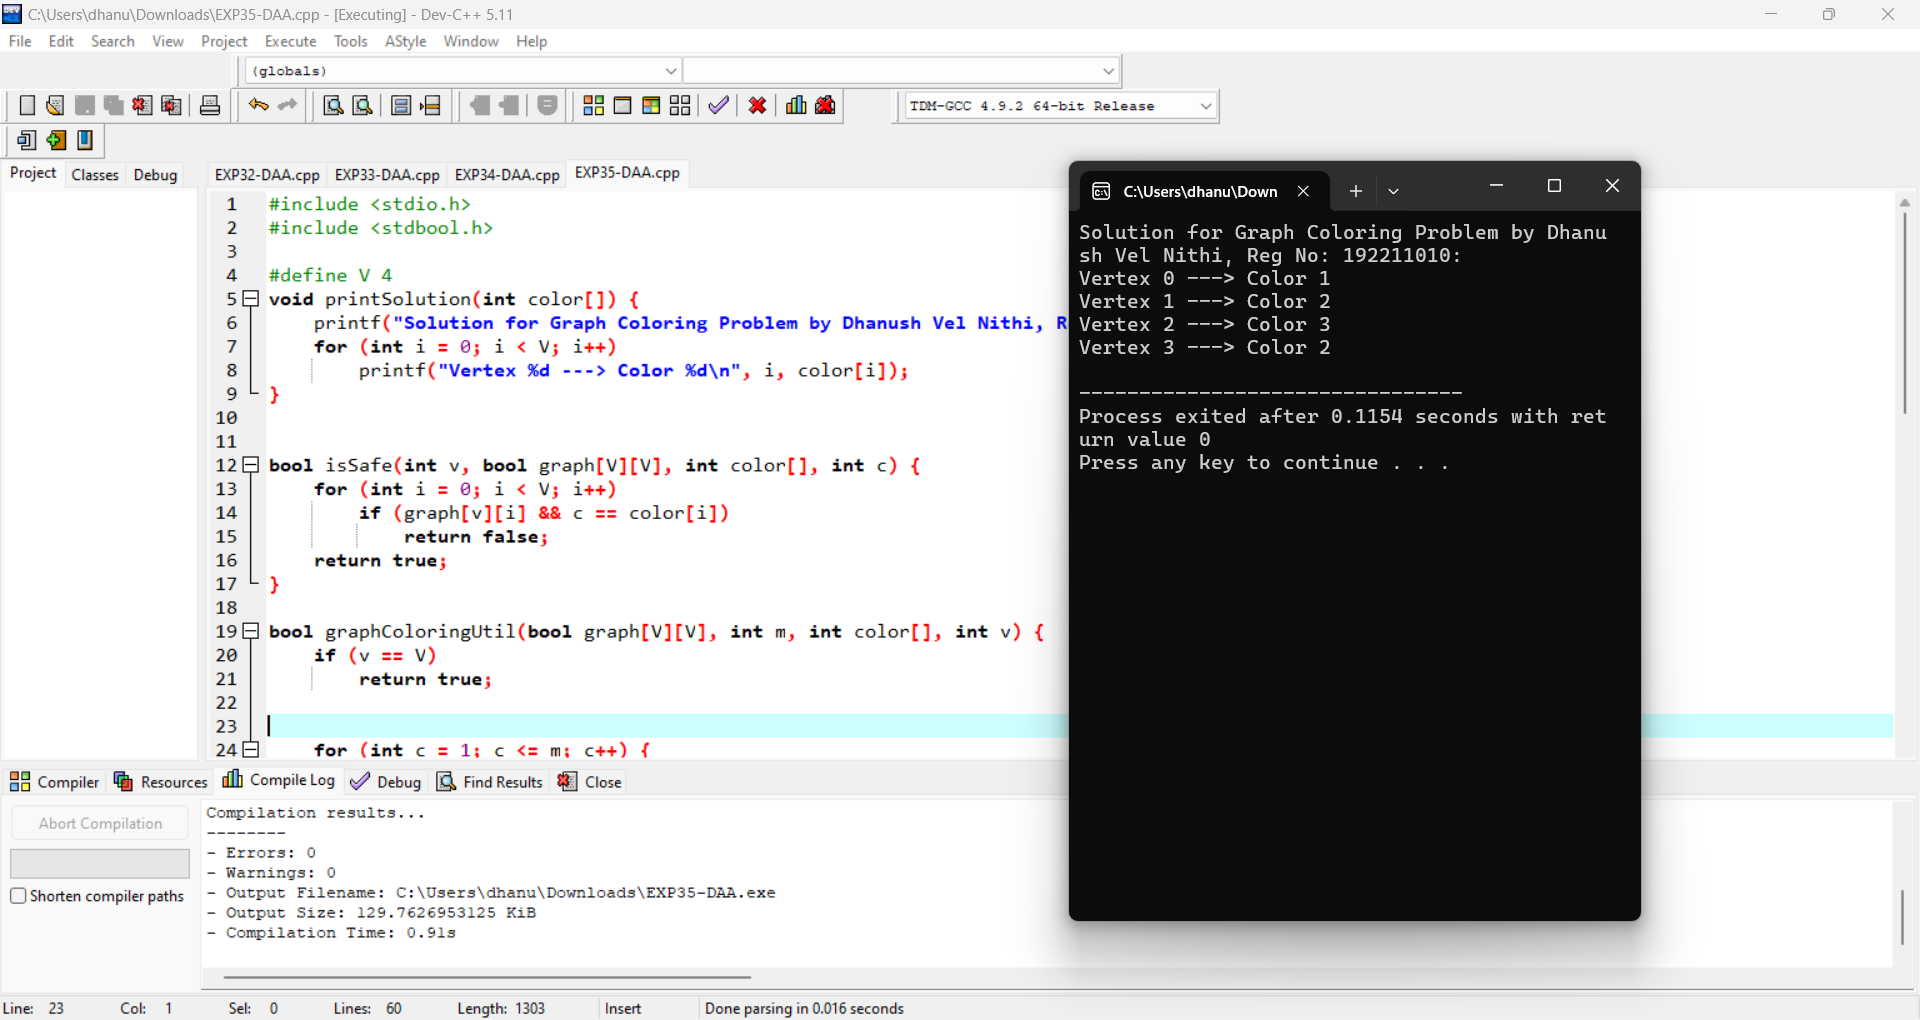 C:\Users\dhanu\Downloads\EXP35-DAA.cpp - [Executing] - Dev-C++ 5.11
File Edit Search View Project Execute Tools AStyle Window Help
(globals)
TDM-GCC 4.9.2 64-bit Release
Project Classes Debug
EXP32-DAA.cpp EXP33-DAA.cpp EXP34-DAA.cpp EXP35-DAA.cpp
1 #include <stdio.h>
2 #include <stdbool.h>
3
4 #define V 4
5 void printSolution(int color[]) {
6 printf("Solution for Graph Coloring Problem by Dhanush Vel Nithi, R
7 for (int i = 0; i < V; i++)
8 printf("Vertex %d ---> Color %d\n", i, color[i]);
9 }
10
11
12 bool isSafe(int v, bool graph[V][V], int color[], int c) {
13 for (int i = 0; i < V; i++)
14 if (graph[v][i] && c == color[i])
15 return false;
16 return true;
17 }
18
19 bool graphColoringUtil(bool graph[V][V], int m, int color[], int v) {
20 if (v == V)
21 return true;
22
23
24 for (int c = 1; c <= m; c++) {
C:\Users\dhanu\Down
Solution for Graph Coloring Problem by Dhanu
sh Vel Nithi, Reg No: 192211010:
Vertex 0 ---> Color 1
Vertex 1 ---> Color 2
Vertex 2 ---> Color 3
Vertex 3 ---> Color 2
--------------------------------
Process exited after 0.1154 seconds with ret
urn value 0
Press any key to continue . . .
Compiler Resources Compile Log Debug Find Results Close
Abort Compilation
Shorten compiler paths
Compilation results...
--------
- Errors: 0
- Warnings: 0
- Output Filename: C:\Users\dhanu\Downloads\EXP35-DAA.exe
- Output Size: 129.7626953125 KiB
- Compilation Time: 0.91s
Line: 23 Col: 1 Sel: 0 Lines: 60 Length: 1303 Insert Done parsing in 0.016 seconds